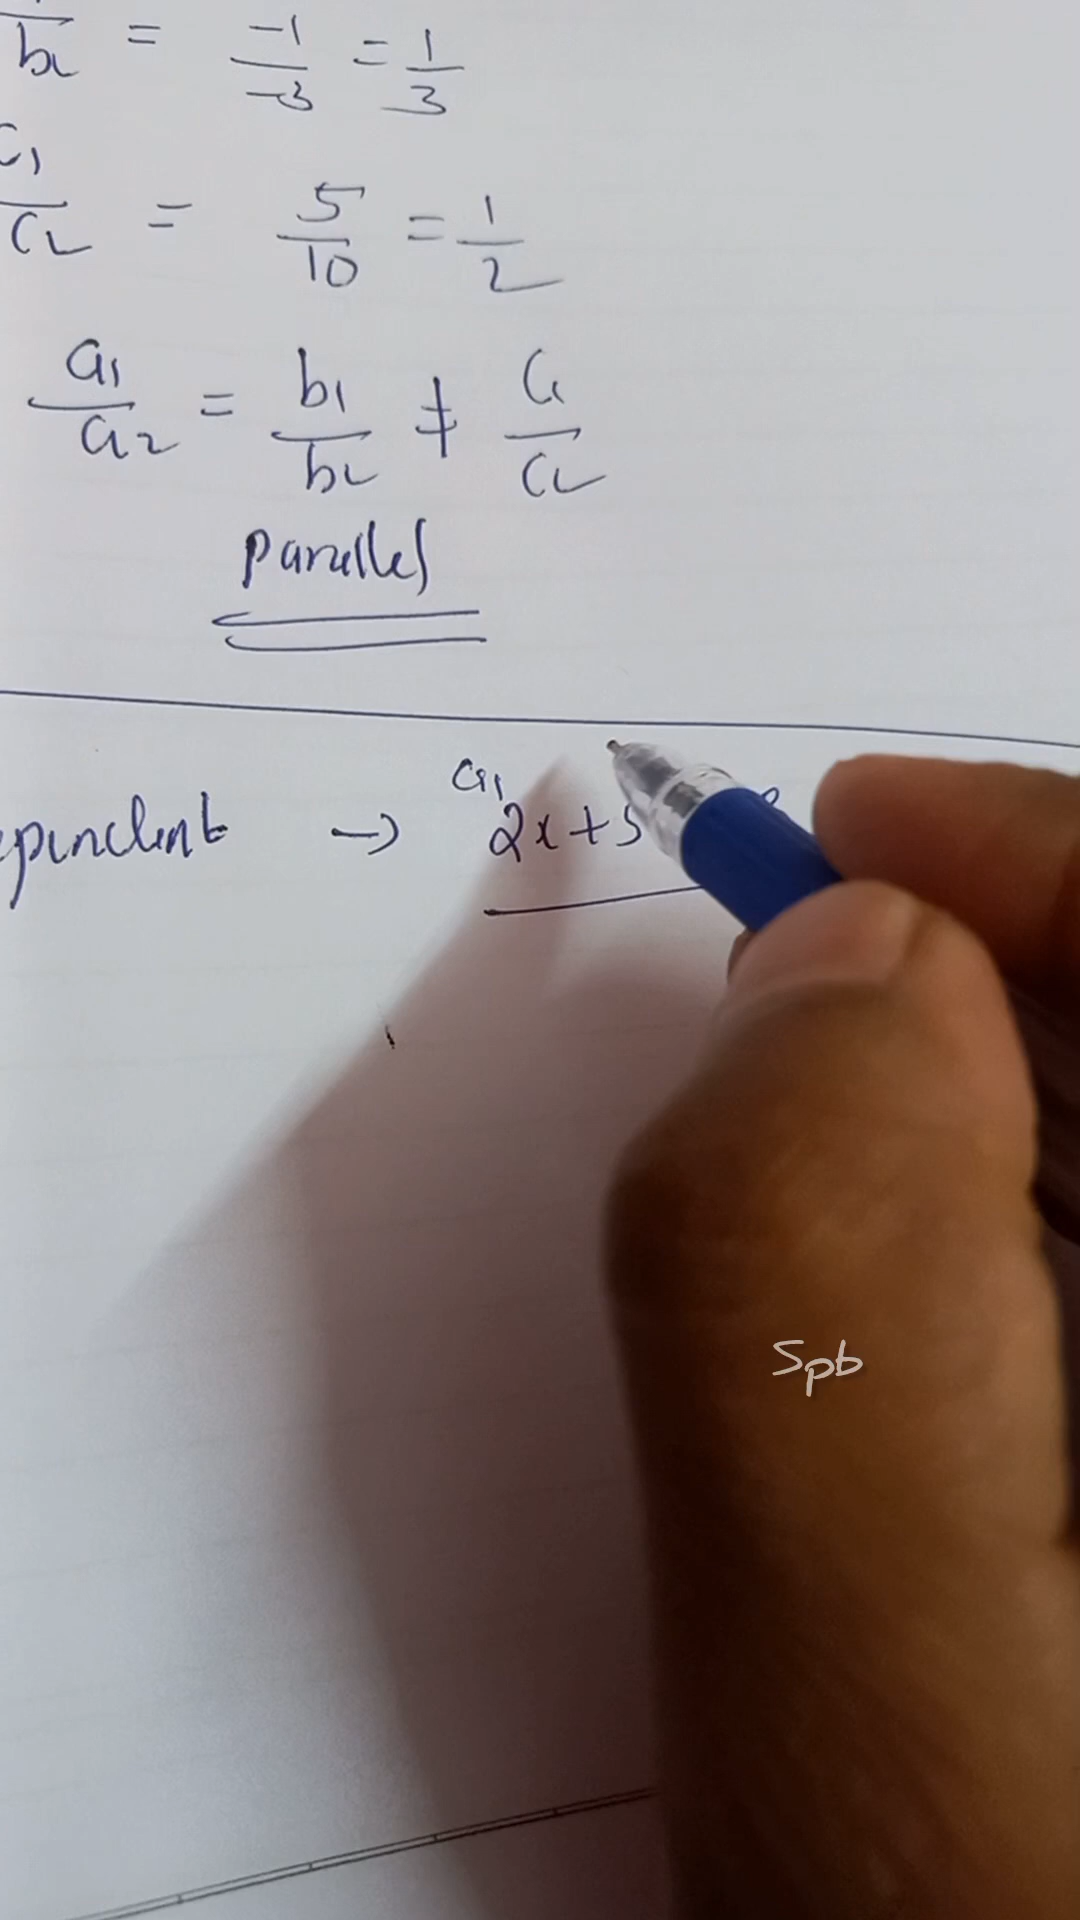 b2 = -1/-3 = 1/3
c1/c2 = 5/10 = 1/2
a1/a2 = b1/b2 ≠ c1/c2
parallel
a1
ependent → 2x+5
Spb